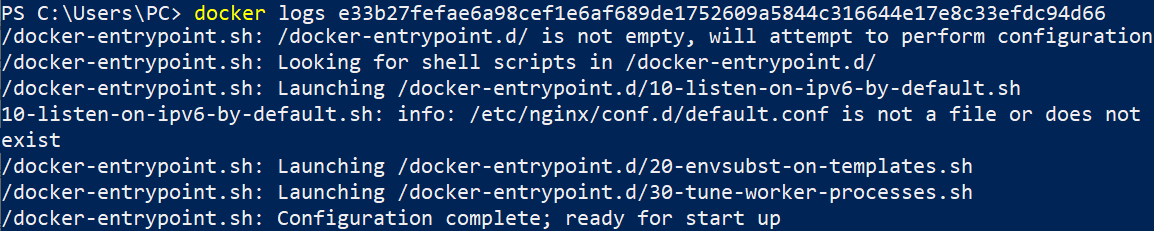 PS C:\Users\PC> docker logs e33b27fefae6a98cef1e6af689de1752609a5844c316644e17e8c33efdc94d66
/docker-entrypoint.sh: /docker-entrypoint.d/ is not empty, will attempt to perform configuration
/docker-entrypoint.sh: Looking for shell scripts in /docker-entrypoint.d/
/docker-entrypoint.sh: Launching /docker-entrypoint.d/10-listen-on-ipv6-by-default.sh
10-listen-on-ipv6-by-default.sh: info: /etc/nginx/conf.d/default.conf is not a file or does not
exist
/docker-entrypoint.sh: Launching /docker-entrypoint.d/20-envsubst-on-templates.sh
/docker-entrypoint.sh: Launching /docker-entrypoint.d/30-tune-worker-processes.sh
/docker-entrypoint.sh: Configuration complete; ready for start up